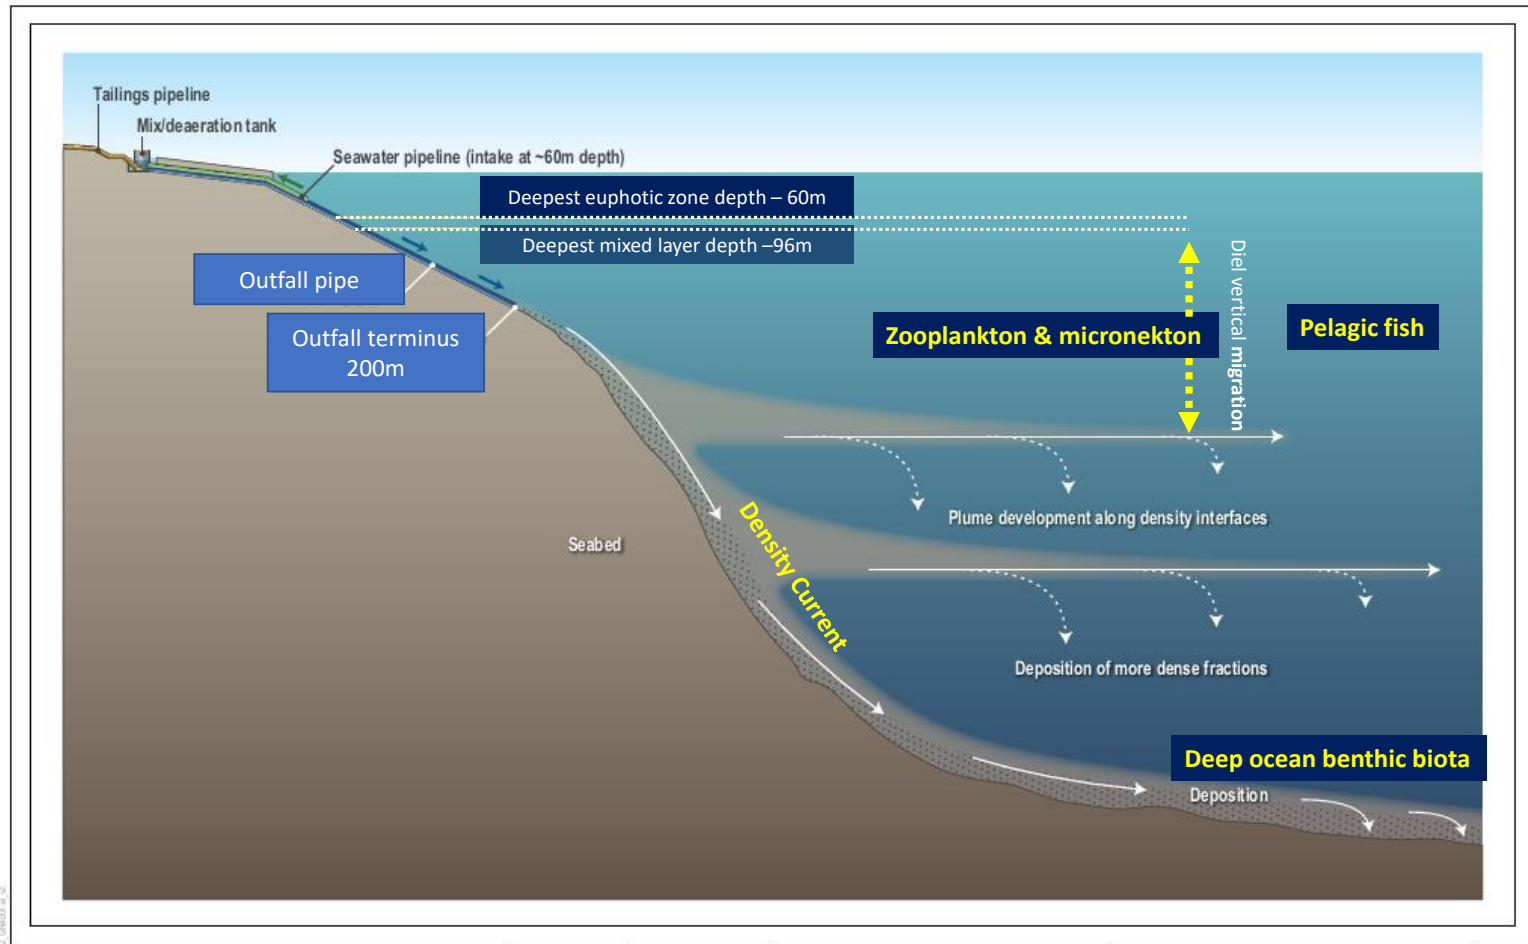 Tailings pipeline
Mix/deaeration tank
Seawater pipeline (intake at ~60m depth)
Deepest euphotic zone depth – 60m
Deepest mixed layer depth –96m
Outfall pipe
Outfall terminus
200m
Zooplankton & micronekton
Diel vertical migration
Pelagic fish
Plume development along density interfaces
Density Current
Seabed
Deposition of more dense fractions
Deep ocean benthic biota
Deposition